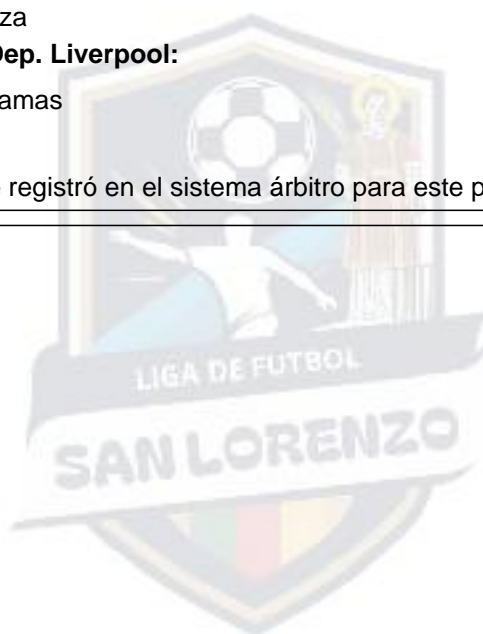 za
Dep. Liverpool:
amas
registró en el sistema árbitro para este p
LIGA DE FUTBOL
SAN LORENZO